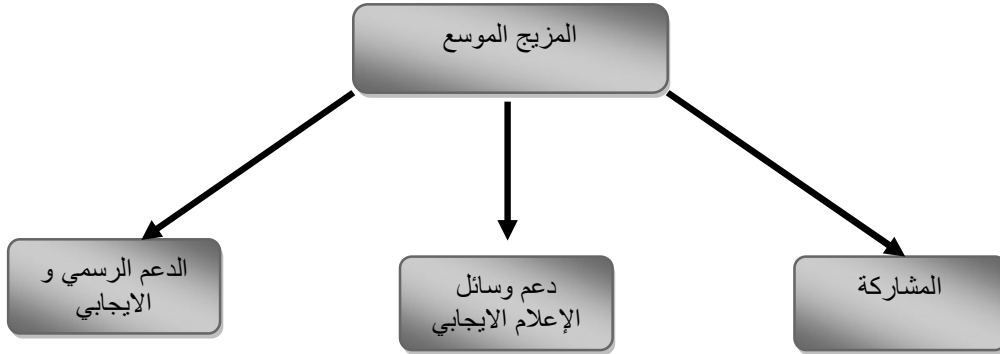 المزيج الموسع
المشاركة
دعم وسائل
الإعلام الايجابي
الدعم الرسمي و
الايجابي